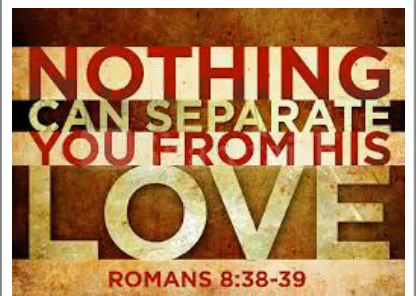 NOTHING
CAN SEPARATE
YOU FROM HIS
LOVE
ROMANS 8:38-39